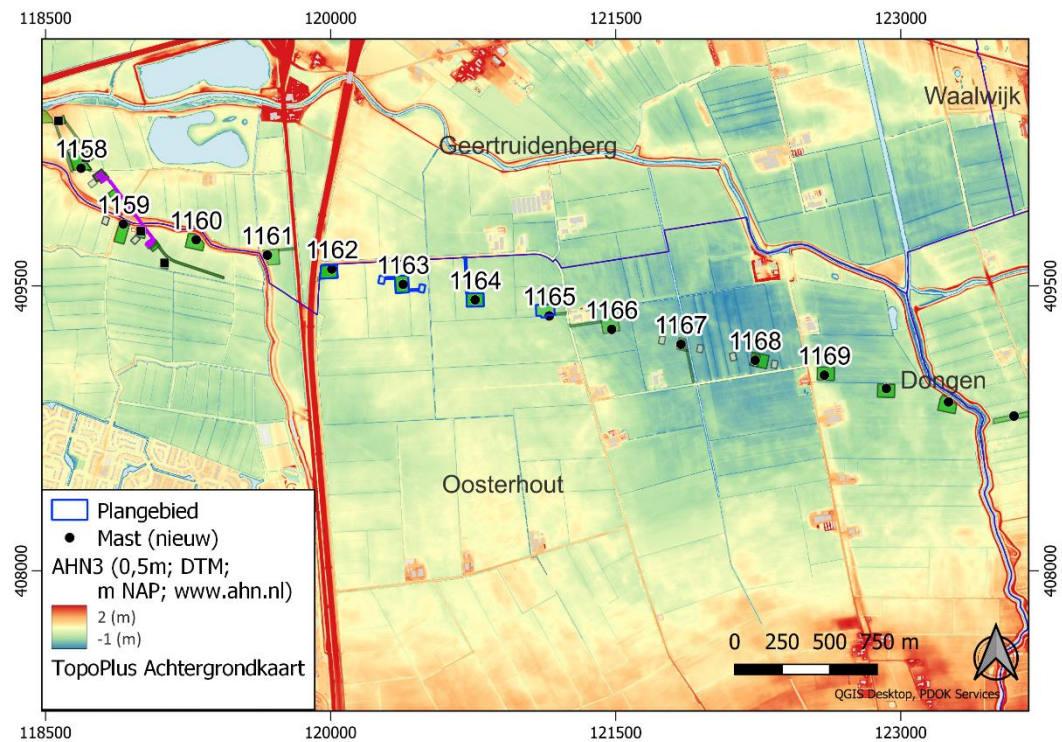 118500 120000 121500 123000
Waalwijk
Geertruidenberg
1158
1159
1160
1161
1162
1163
1164
1165
1166
1167
1168
1169
409500 409500
Dongen
Oosterhout
Plangebied
Mast (nieuw)
AHN3 (0,5m; DTM;
m NAP; www.ahn.nl)
2 (m)
-1 (m)
TopoPlus Achtergrondkaart
408000 408000
0 250 500 750 m
QGIS Desktop, PDOK Services
118500 120000 121500 123000